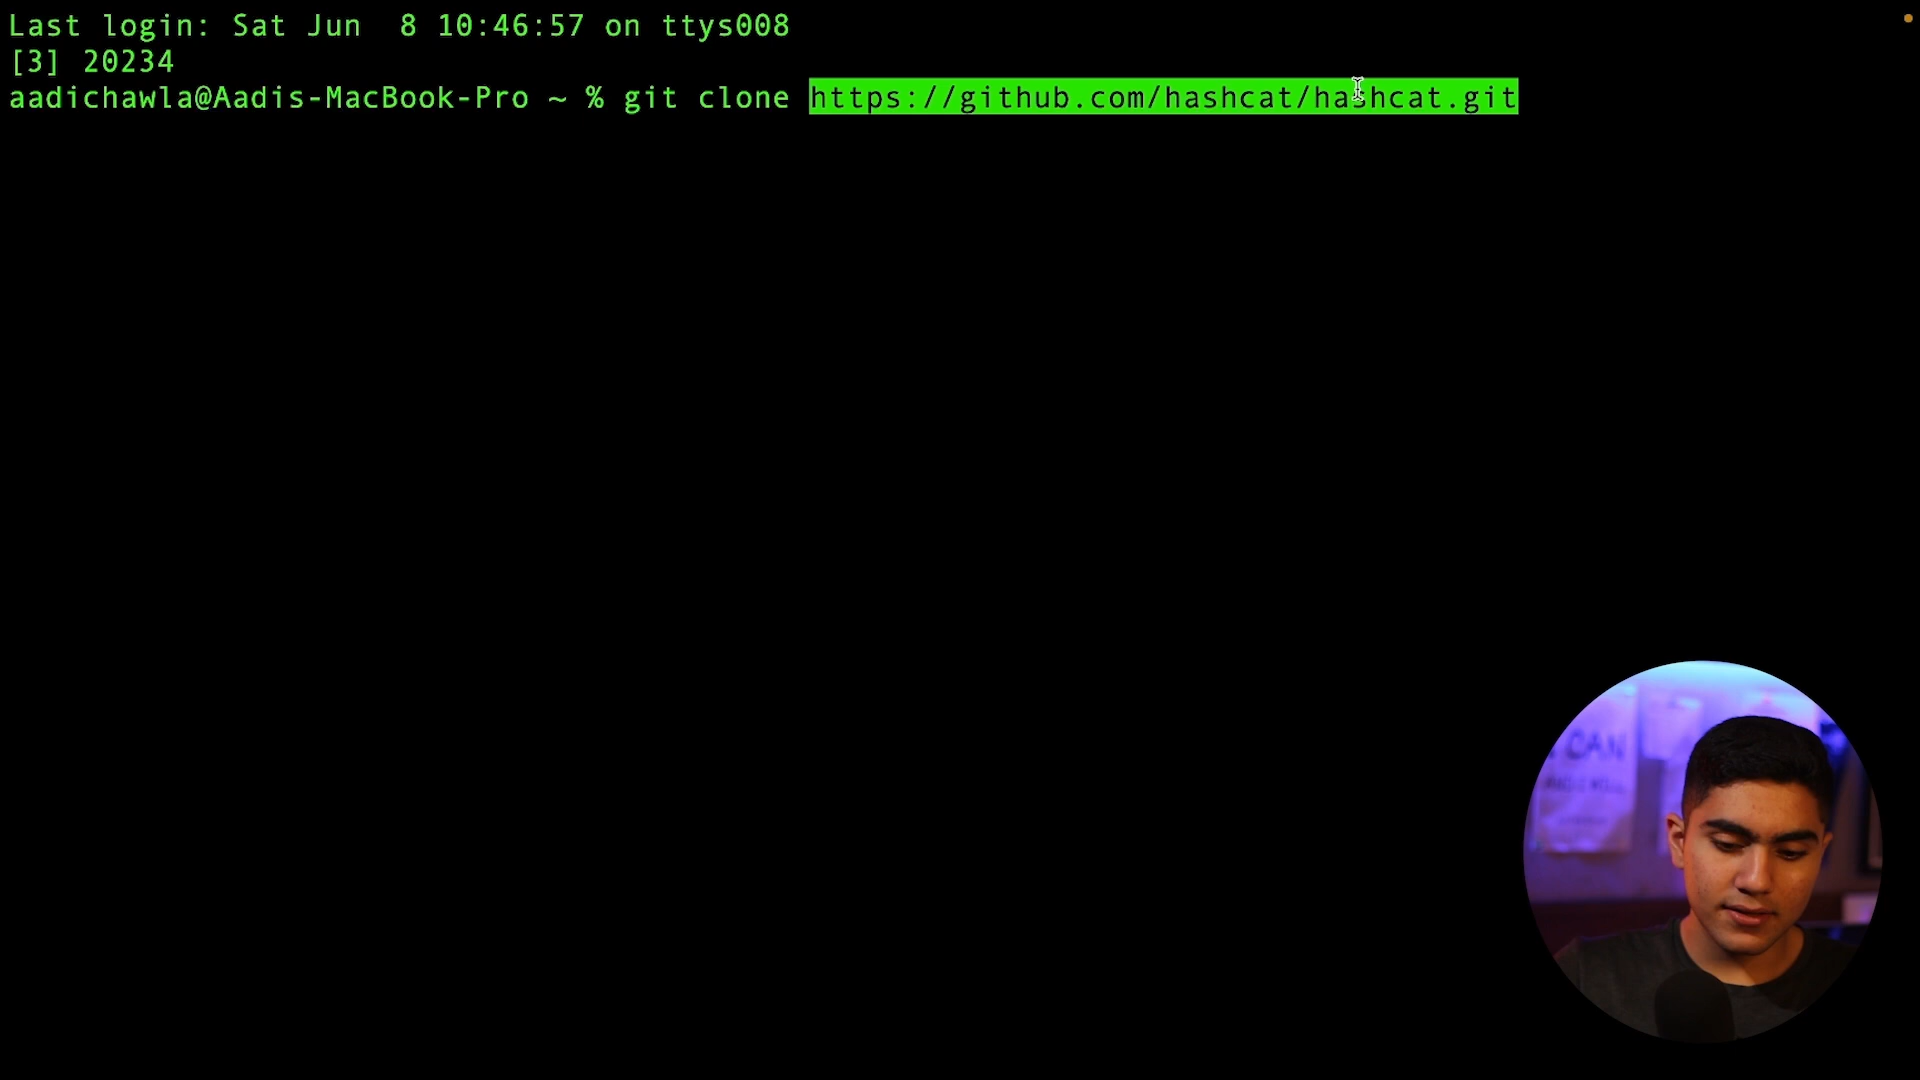 Last login: Sat Jun  8 10:46:57 on ttys008
[3] 20234
aadichawla@Aadis-MacBook-Pro ~ % git clone https://github.com/hashcat/hashcat.git
CAN